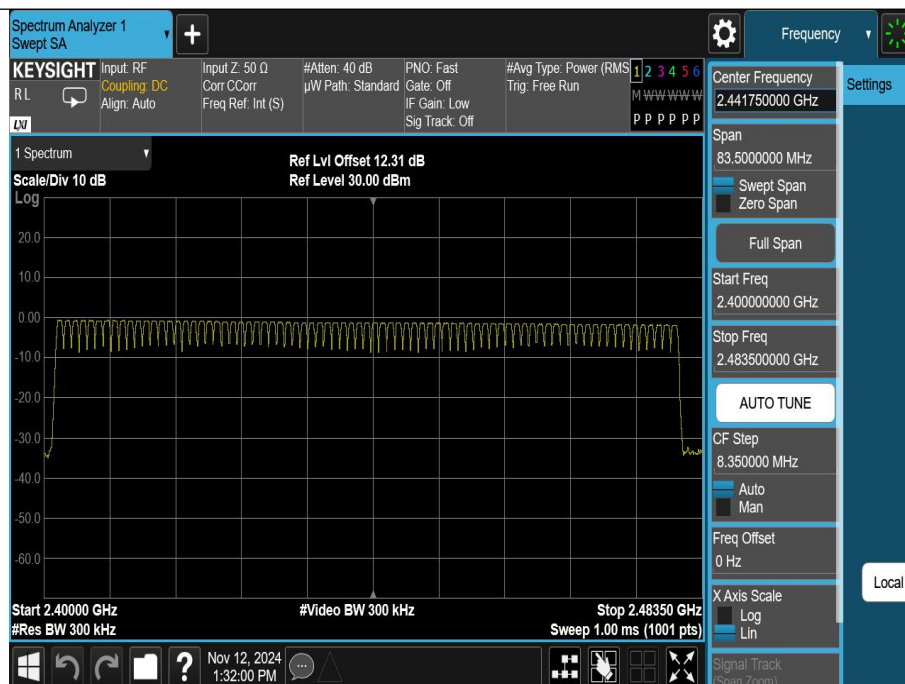 Spectrum Analyzer 1
Swept SA
Frequency
KEYSIGHT
RL
LXI
Input: RF
Coupling: DC
Align: Auto
Input Z: 50 Ω
Corr CCorr
Freq Ref: Int (S)
#Atten: 40 dB
µW Path: Standard
PNO: Fast
Gate: Off
IF Gain: Low
Sig Track: Off
#Avg Type: Power (RMS
Trig: Free Run
1 2 3 4 5 6
M W W W W W
P P P P P P
1 Spectrum
Scale/Div 10 dB
Ref Lvl Offset 12.31 dB
Ref Level 30.00 dBm
Log
20.0
10.0
0.00
-10.0
-20.0
-30.0
-40.0
-50.0
-60.0
Start 2.40000 GHz
#Res BW 300 kHz
#Video BW 300 kHz
Stop 2.48350 GHz
Sweep 1.00 ms (1001 pts)
Nov 12, 2024
1:32:00 PM
Center Frequency
2.441750000 GHz
Span
83.5000000 MHz
Swept Span
Zero Span
Full Span
Start Freq
2.400000000 GHz
Stop Freq
2.483500000 GHz
AUTO TUNE
CF Step
8.350000 MHz
Auto
Man
Freq Offset
0 Hz
X Axis Scale
Log
Lin
Signal Track
(Span Zoom)
Settings
Local